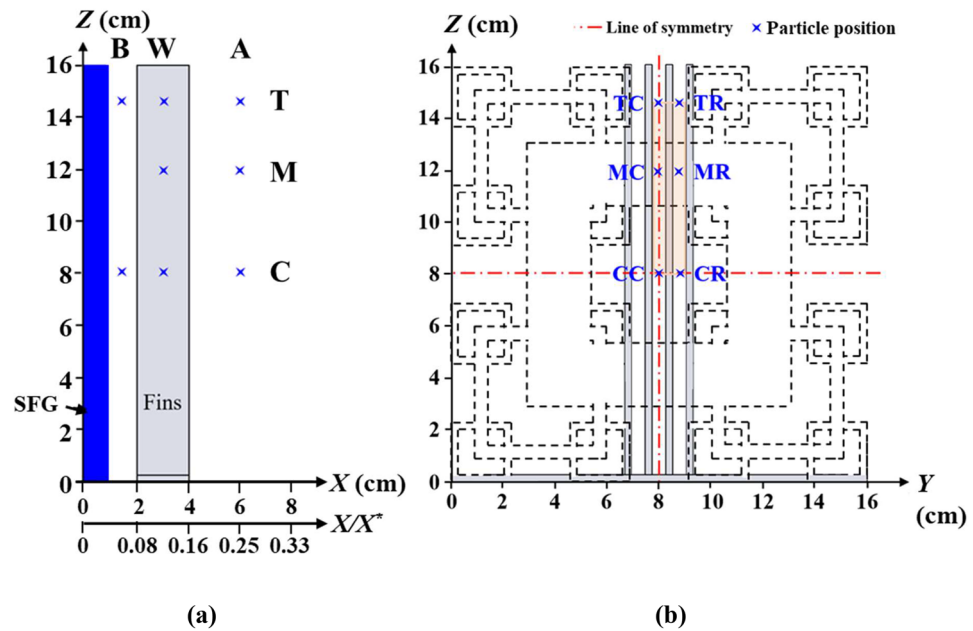 Z (cm)
B W A
16
14
12
10
8
6
4
2
0
T
M
C
SFG
Fins
0 2 4 6 8 X (cm)
X/X*
0 0.08 0.16 0.25 0.33
(a)
Line of symmetry Particle position
Z (cm)
16
14
12
10
8
6
4
2
0
TC TR
MC MR
CC CR
0 2 4 6 8 10 12 14 16 Y
(cm)
(b)